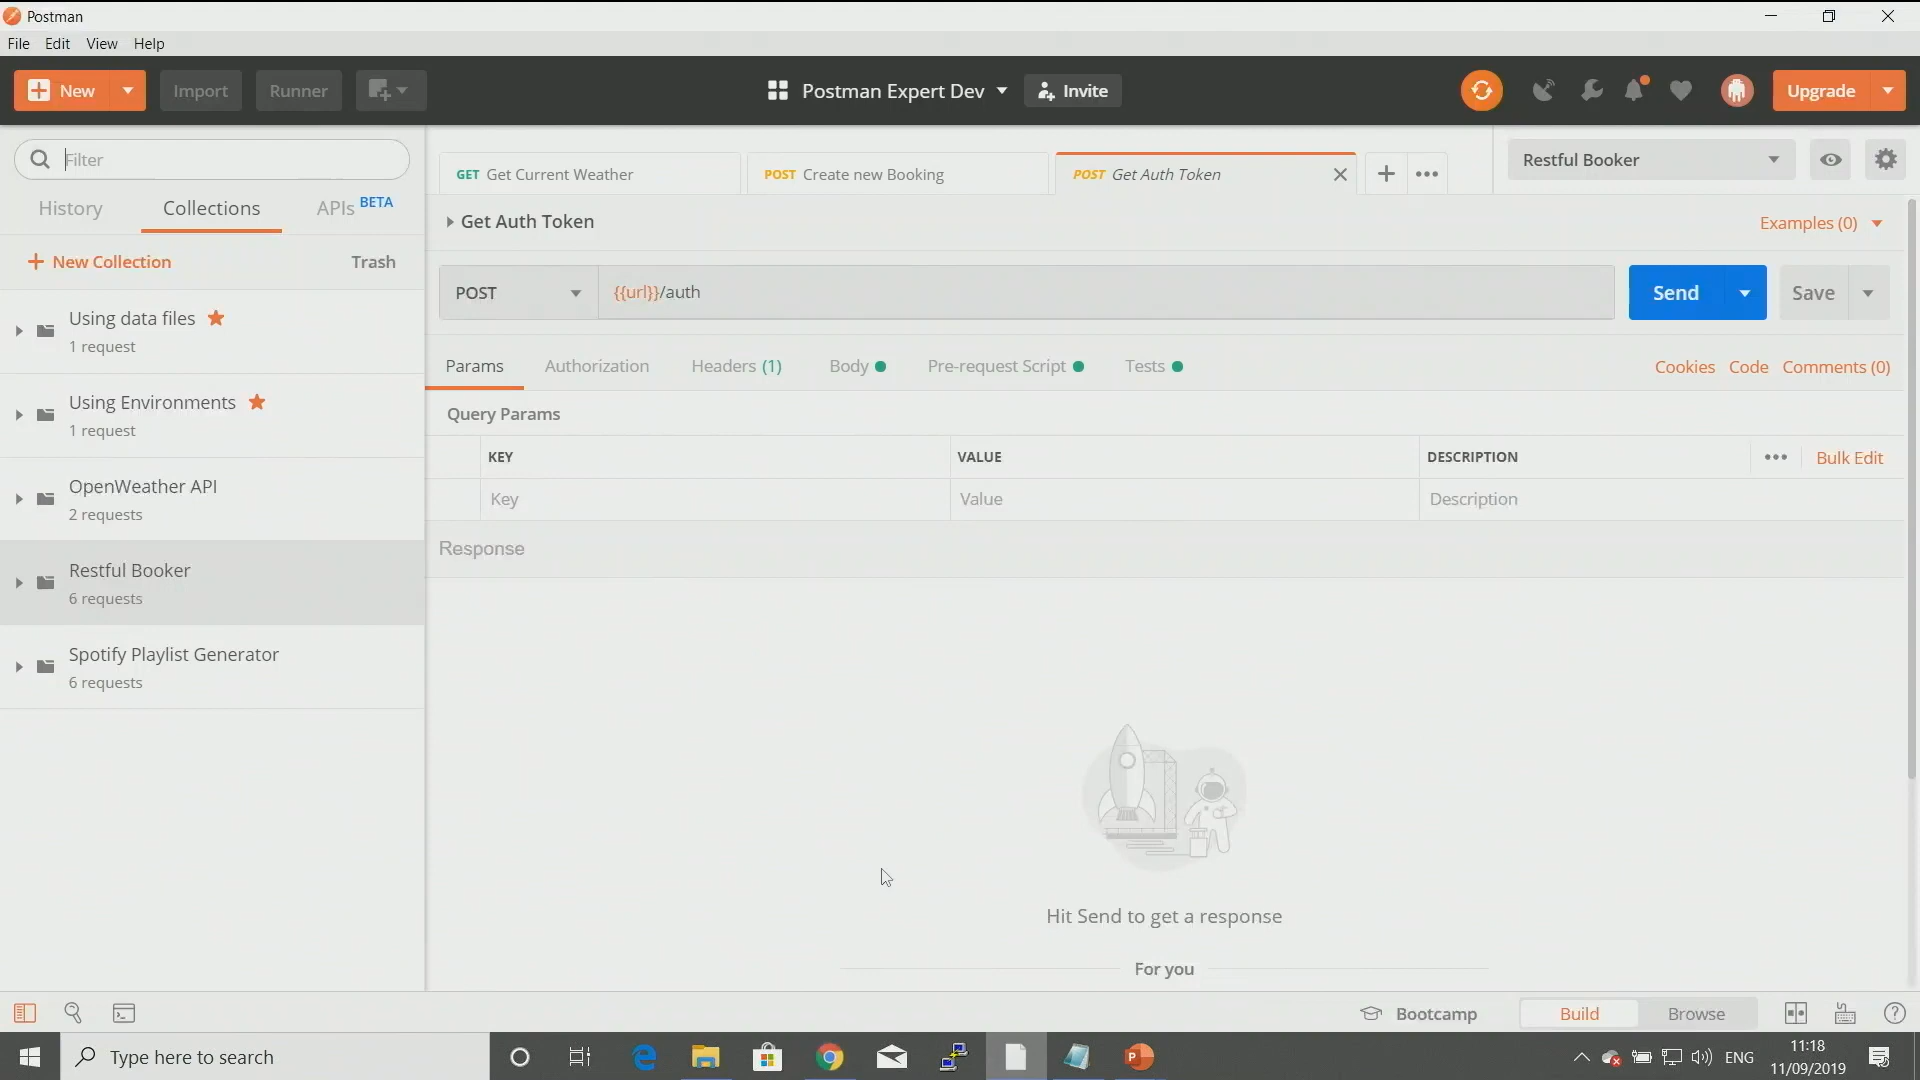 Postman
File Edit View Help
New Import Runner Postman Expert Dev Invite Upgrade
Filter
History Collections APIs BETA
+ New Collection Trash
Using data files
1 request
Using Environments
1 request
OpenWeather API
2 requests
Restful Booker
6 requests
Spotify Playlist Generator
6 requests
GET Get Current Weather POST Create new Booking POST Get Auth Token Restful Booker
Get Auth Token Examples (0)
POST {{url}}/auth Send Save
Params Authorization Headers (1) Body Pre-request Script Tests Cookies Code Comments (0)
Query Params
KEY VALUE DESCRIPTION Bulk Edit
Key Value Description
Response
Hit Send to get a response
For you
Bootcamp Build Browse
Type here to search ENG 11:18
11/09/2019